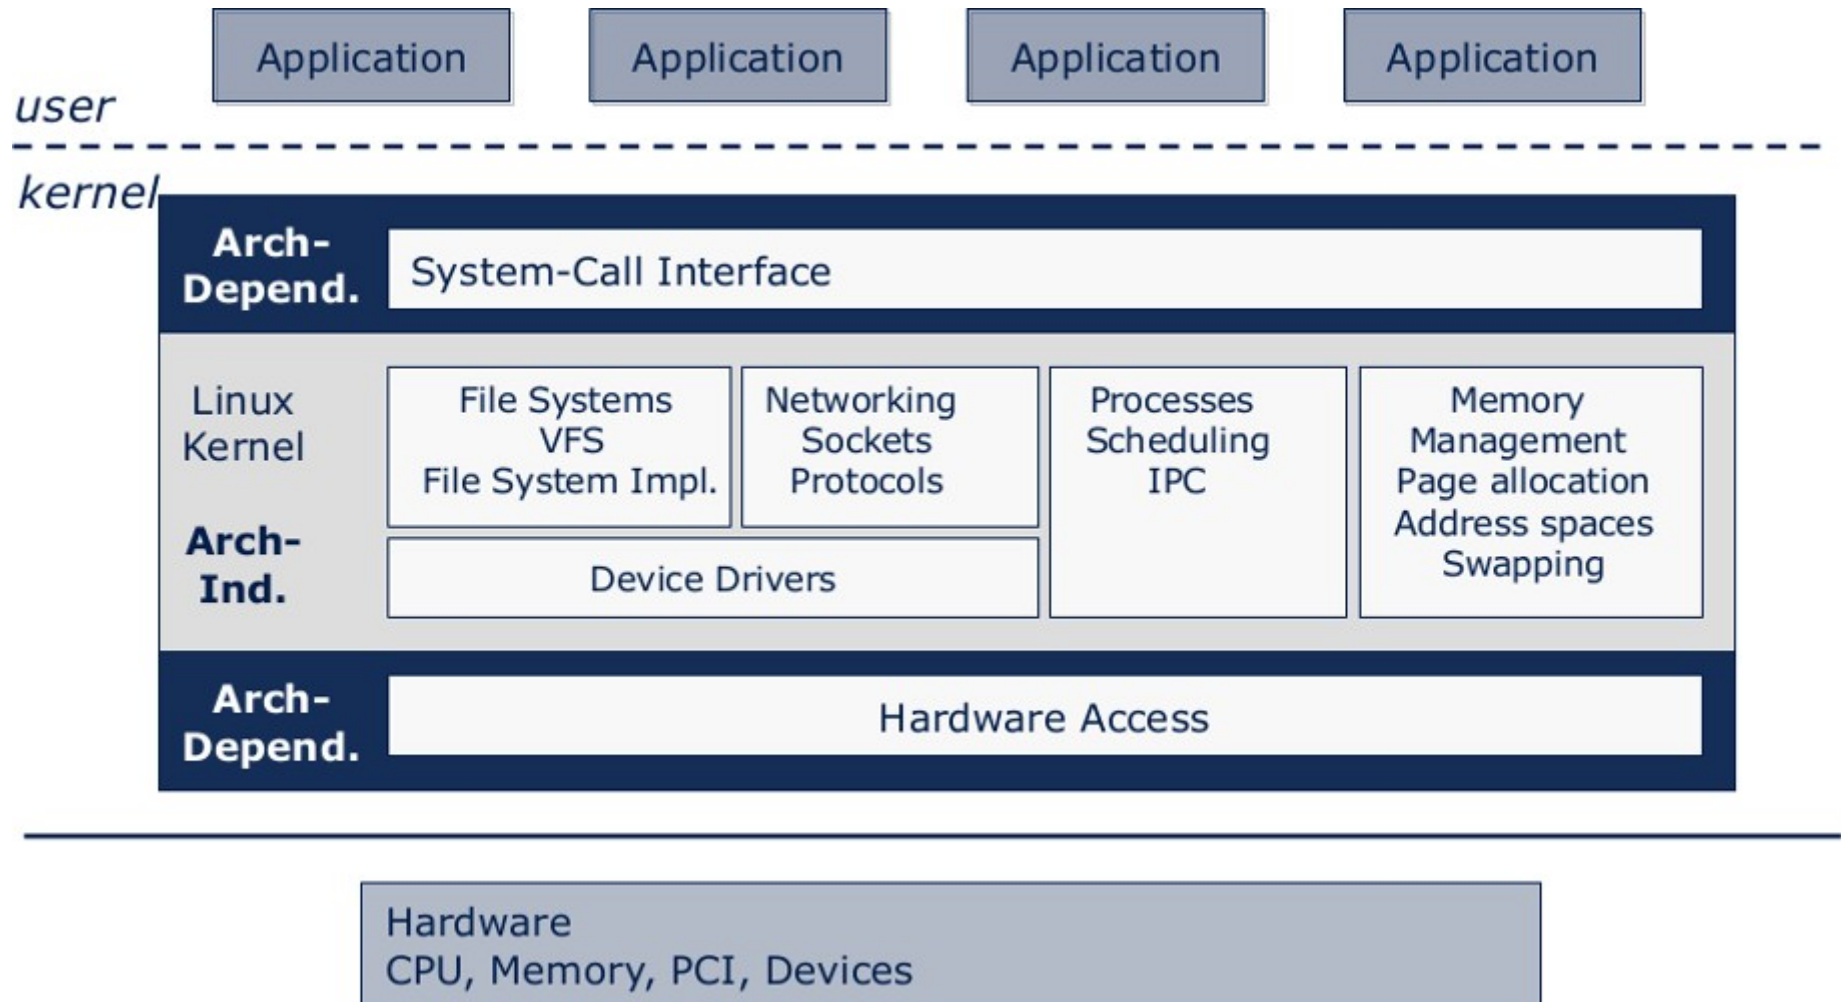 Application
Application
Application
Application
user
kernel
Arch-
Depend.
System-Call Interface
Linux
Kernel
Arch-
Ind.
File Systems
VFS
File System Impl.
Networking
Sockets
Protocols
Device Drivers
Processes
Scheduling
IPC
Memory
Management
Page allocation
Address spaces
Swapping
Arch-
Depend.
Hardware Access
Hardware
CPU, Memory, PCI, Devices